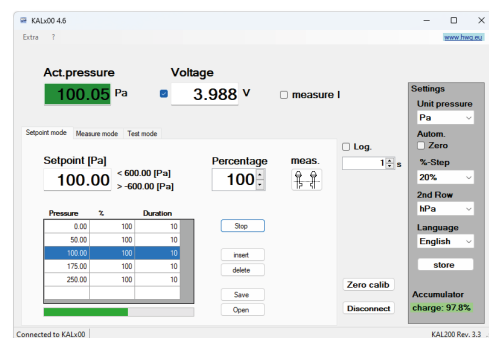 KALx00 4.6
Extra ?
www.hwg.eu
Act.pressure
100.05 Pa
Voltage
3.988 V
measure I
Setpoint mode Measure mode Test mode
Setpoint [Pa]
100.00
< 600.00 [Pa]
> -600.00 [Pa]
Percentage
100
meas.
Log.
1 s
Pressure % Duration
0.00 100 10
50.00 100 10
100.00 100 10
175.00 100 10
250.00 100 10
Stop
insert
delete
Save
Open
Zero calib
Disconnect
Settings
Unit pressure
Pa
Autom.
Zero
%-Step
20%
2nd Row
hPa
Language
English
store
Accumulator
charge: 97.8%
Connected to KALx00
KAL200 Rev. 3.3